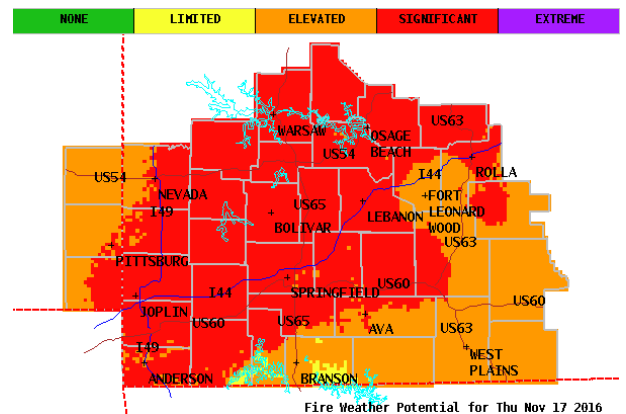 NONE LIMITED ELEVATED SIGNIFICANT EXTREME
WARSAW
US63
OSAGE
BEACH
US54
US54
I44
ROLLA
NEVADA
US65
LEBANON
FORT
LEONARD
WOOD
I49
BOLIVAR
US63
PITTSBURG
US60
I44
SPRINGFIELD
US60
JOPLIN
US60
US65
AVA
US63
I49
WEST
PLAINS
ANDERSON
BRANSON
Fire Weather Potential for Thu Nov 17 2016